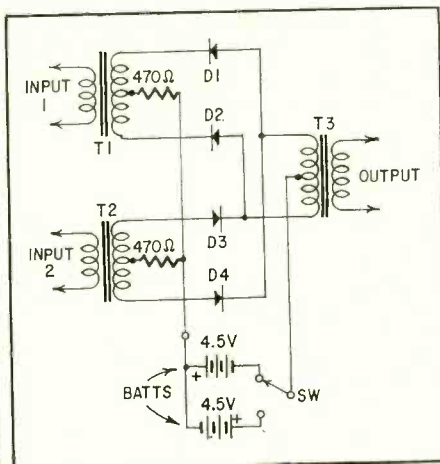 INPUT
1
T1
470Ω
D1
D2
T3
OUTPUT
T2
INPUT
2
470Ω
D3
D4
4.5V
+
BATTS
SW
4.5V
+